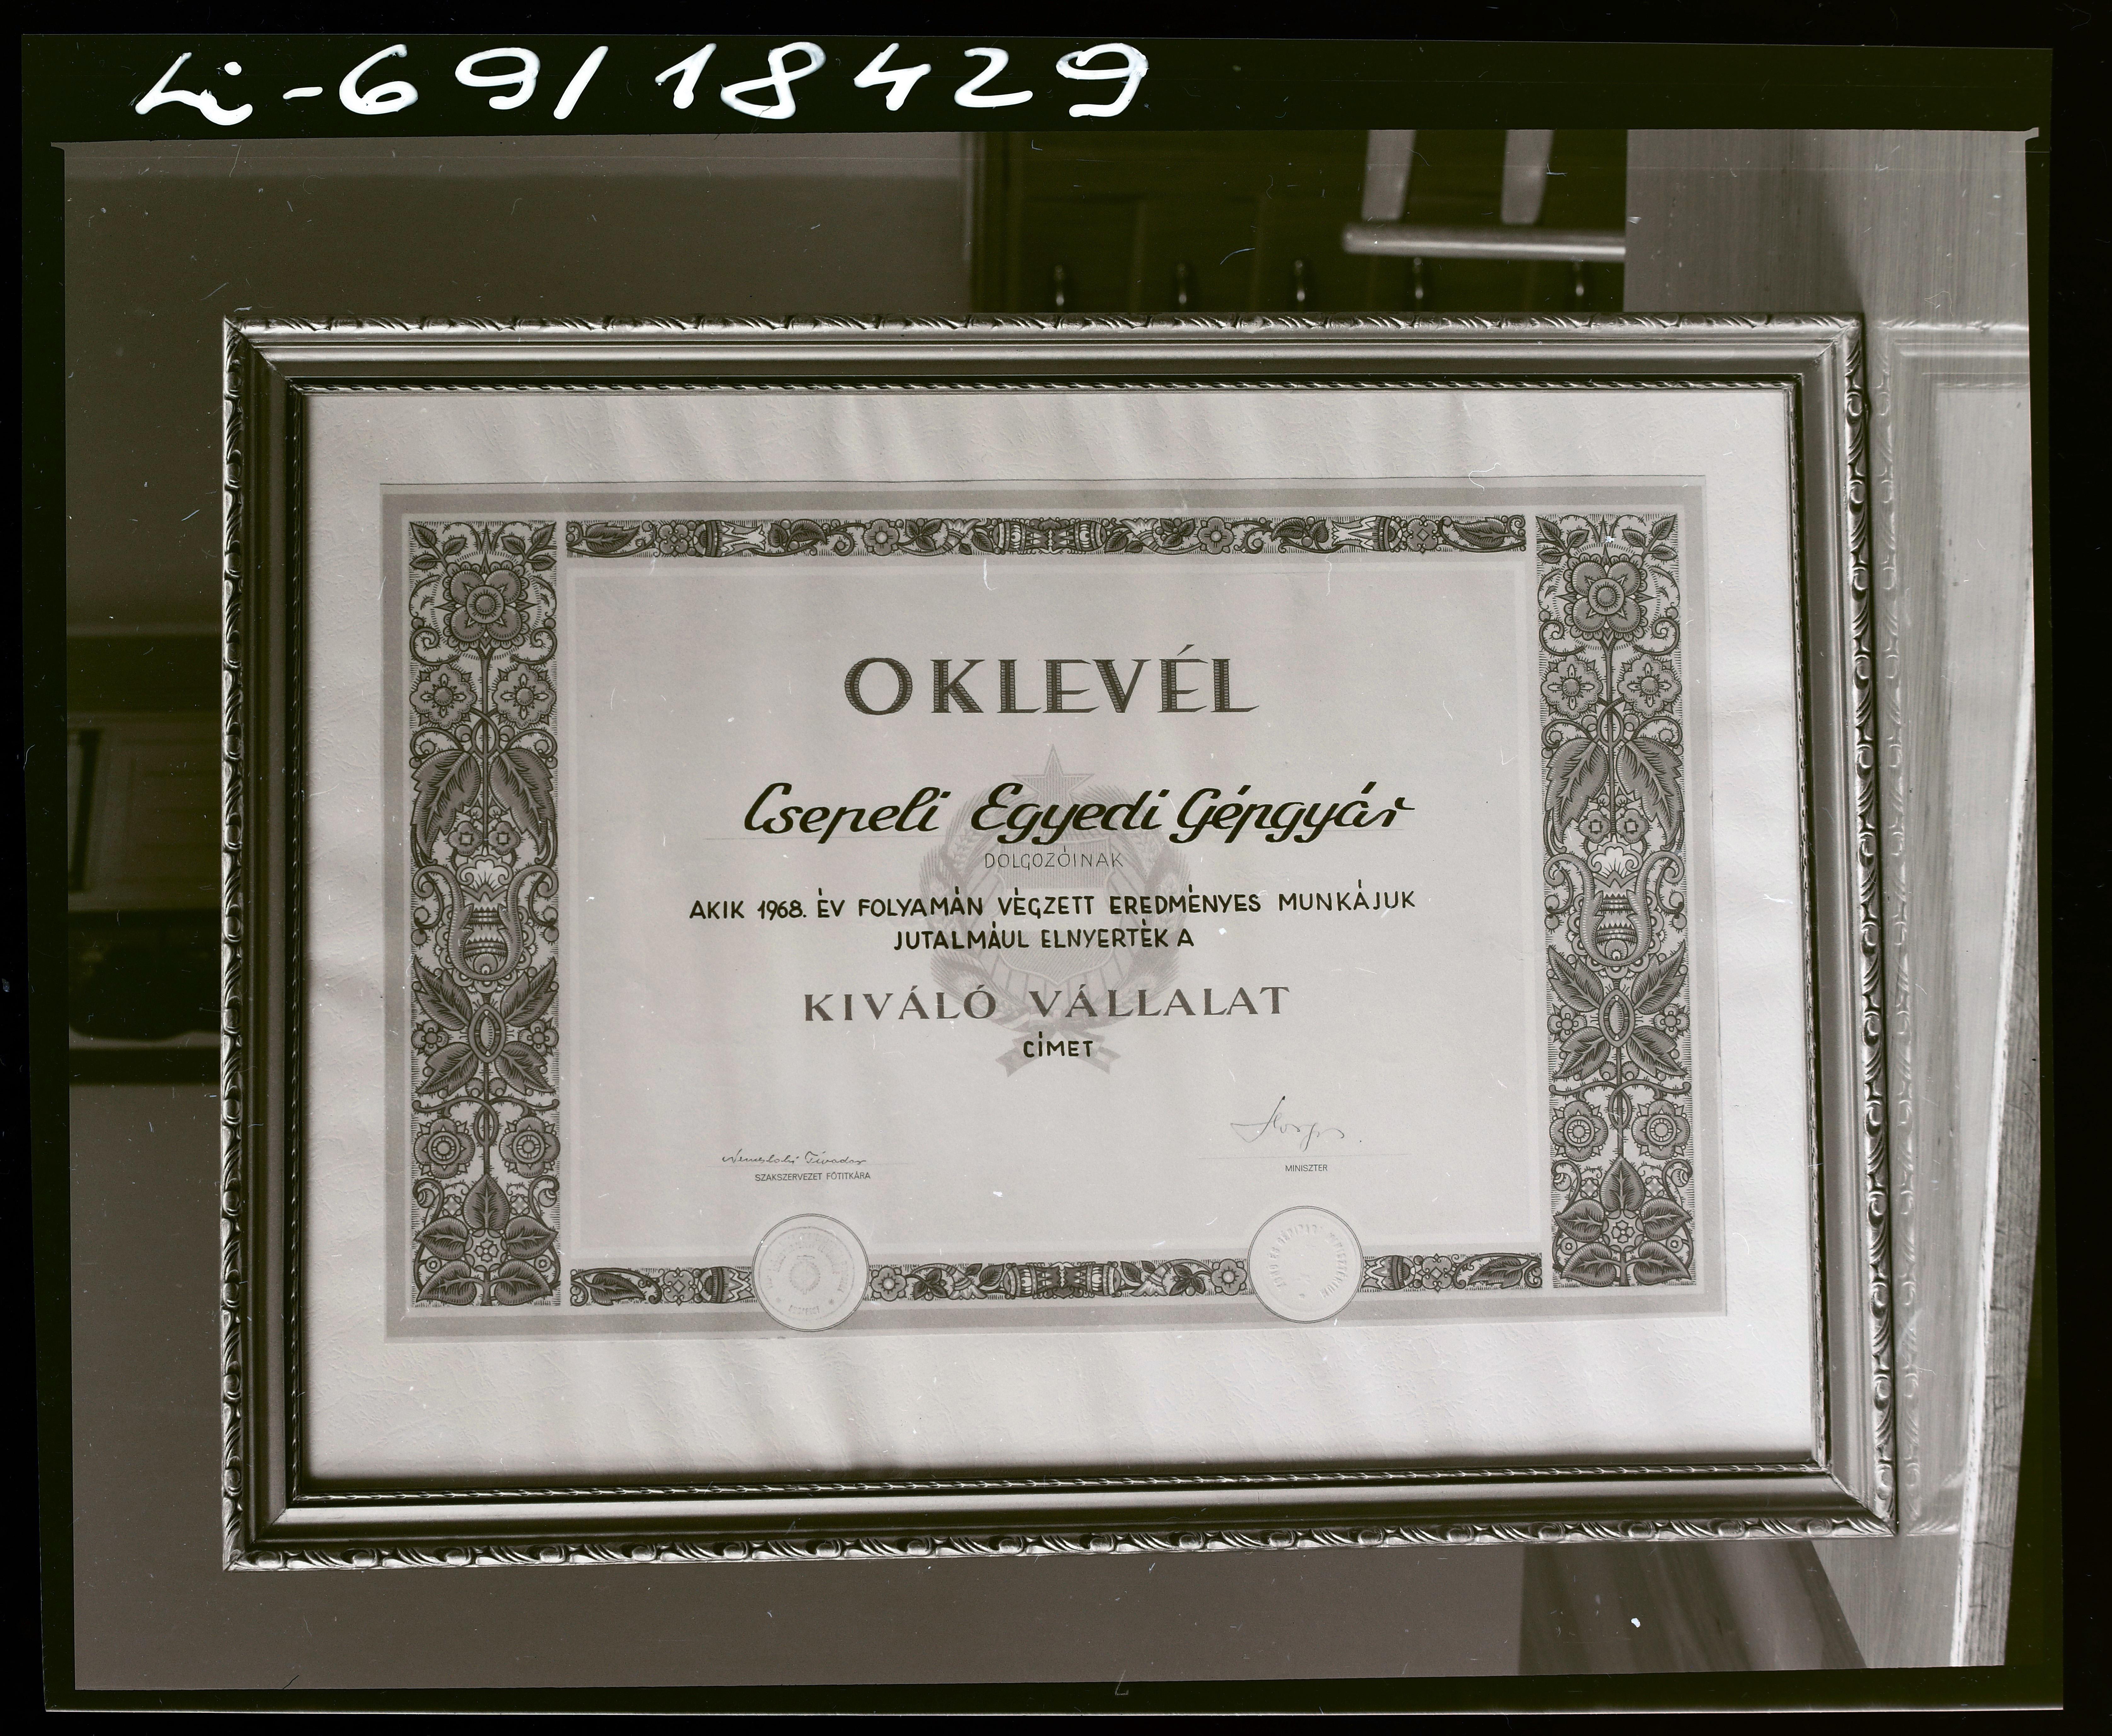 Li-69/18429
OKLEVÉL
Csepeli Egyedi Gépgyár
DOLGOZÓINAK
AKIK 1968. ÉV FOLYAMÁN VÉGZETT EREDMÉNYES MUNKÁJUK
JUTALMÁUL ELNYERTÉK A
KIVÁLÓ VÁLLALAT
CÍMET
SZAKSZERVEZET FŐTITKÁRA
MINISZTER